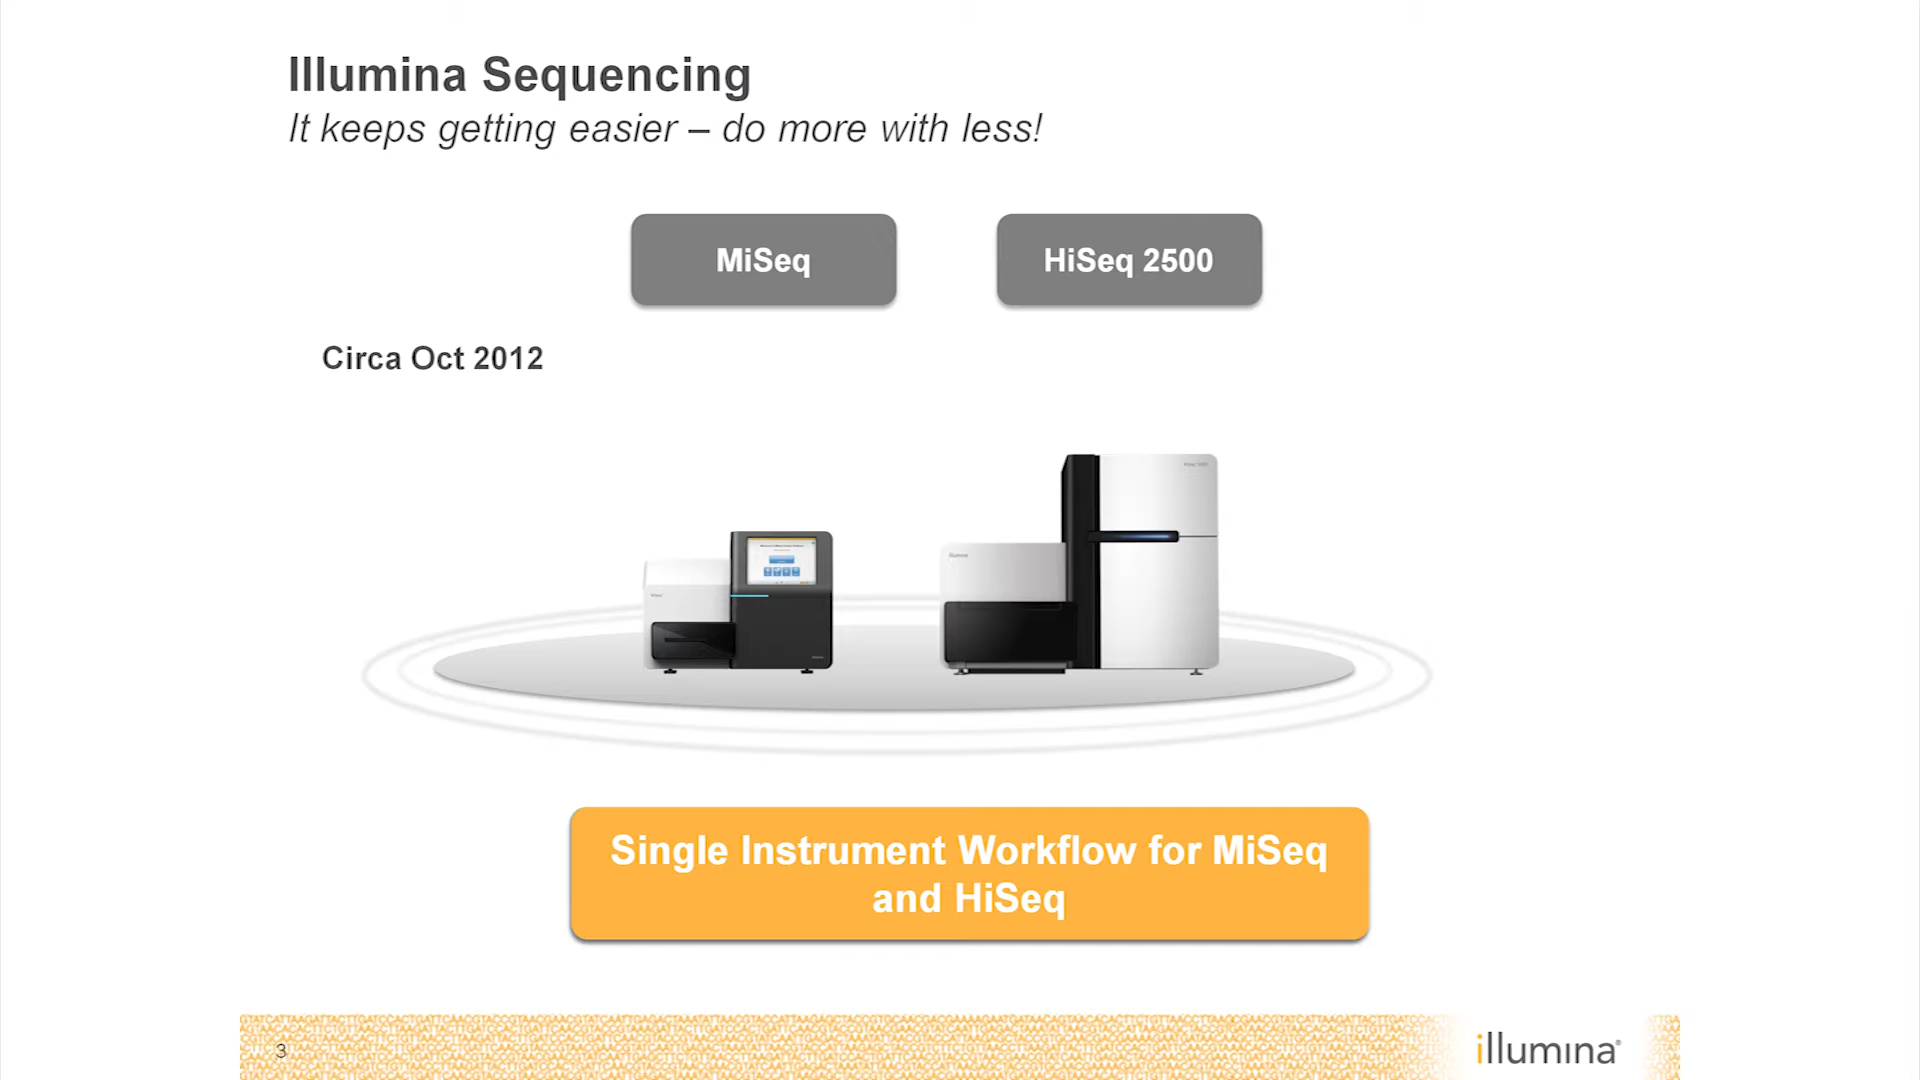 Illumina Sequencing
It keeps getting easier – do more with less!
MiSeq
HiSeq 2500
Circa Oct 2012
illumina
Single Instrument Workflow for MiSeq
and HiSeq
3
illumina®